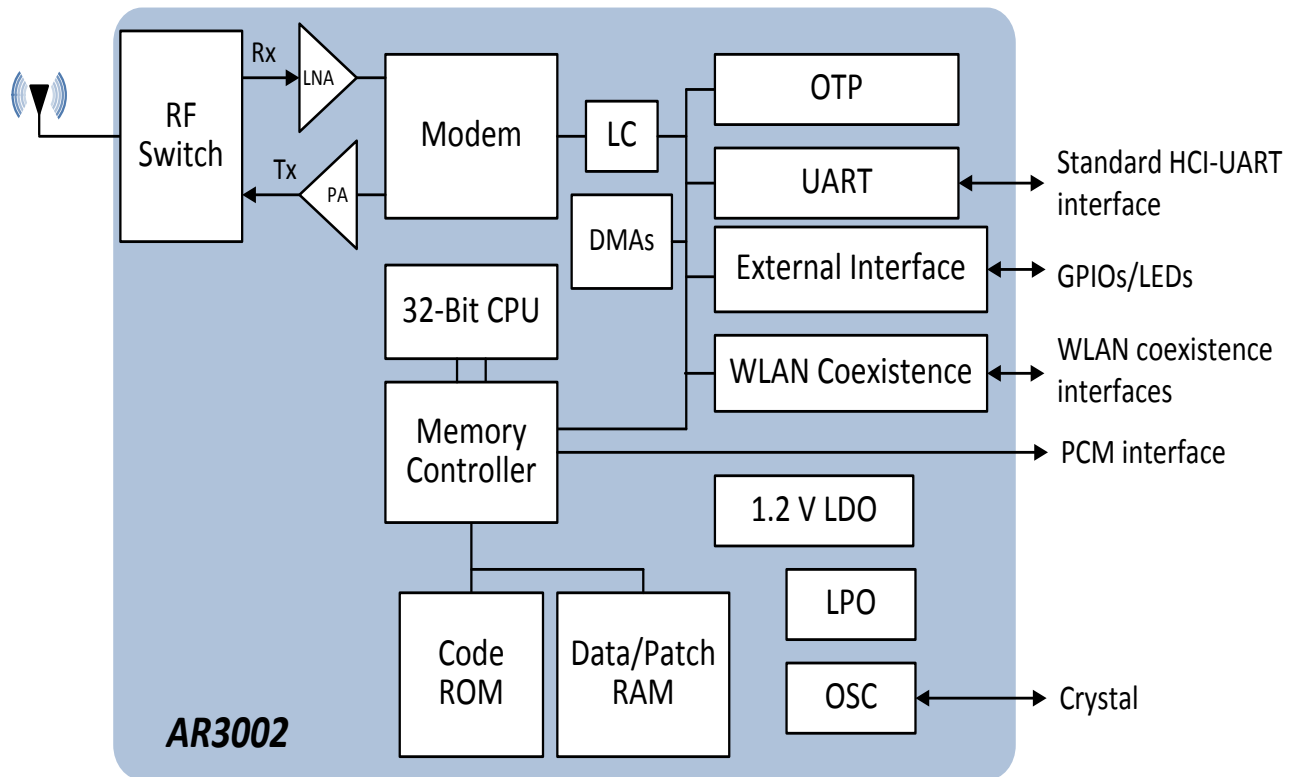 Rx
LNA
RF
Switch
Tx
PA
Modem
LC
OTP
UART
Standard HCI-UART
interface
DMAs
External Interface
GPIOs/LEDs
32-Bit CPU
WLAN Coexistence
WLAN coexistence
interfaces
Memory
Controller
PCM interface
1.2 V LDO
LPO
Code
ROM
Data/Patch
RAM
OSC
Crystal
AR3002